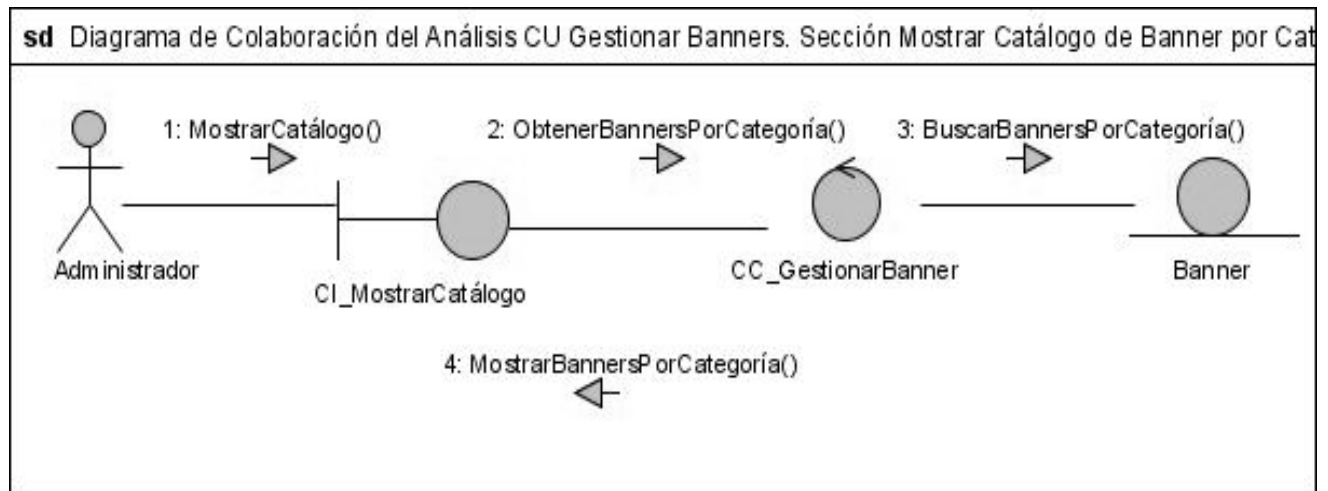 sd Diagrama de Colaboración del Análisis CU Gestionar Banners. Sección Mostrar Catálogo de Banner por Cat
1: MostrarCatálogo()
2: ObtenerBannersPorCategoría()
3: BuscarBannersPorCategoría()
Administrador
CI_MostrarCatálogo
CC_GestionarBanner
Banner
4: MostrarBannersPorCategoría()